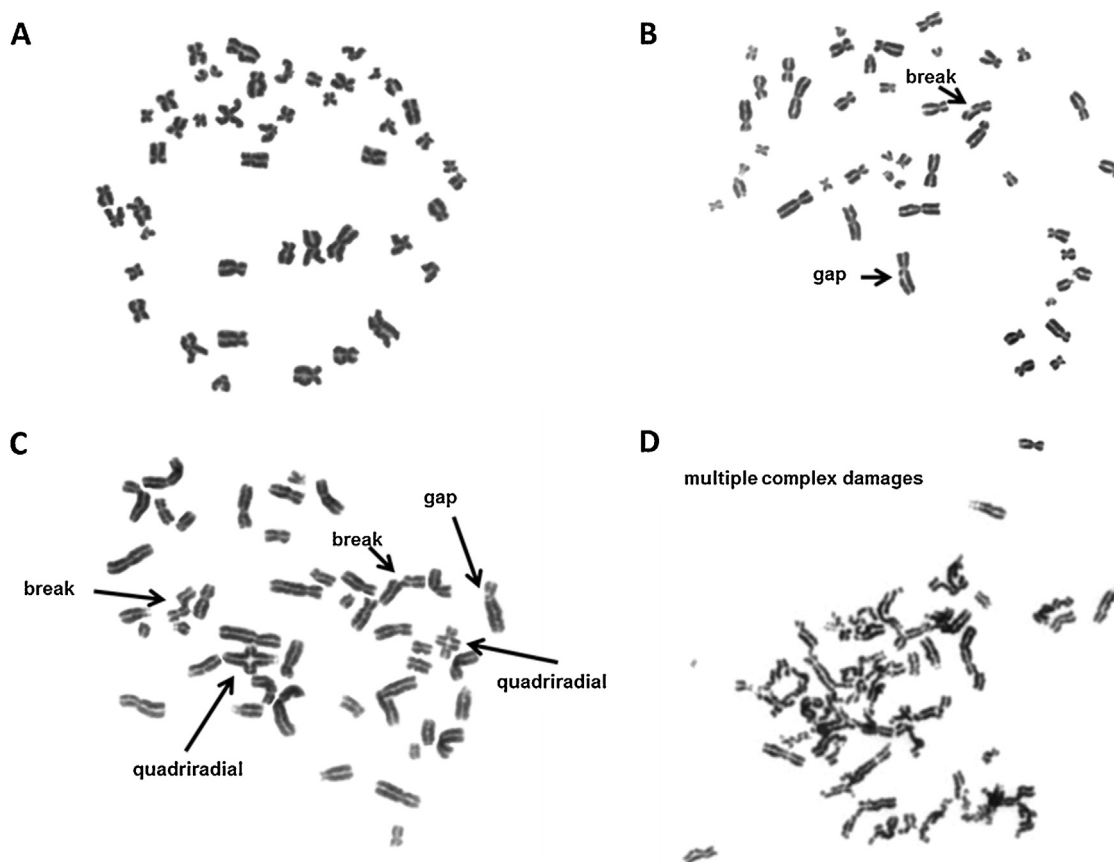 A
B
break
gap
C
gap
break
break
quadriradial
quadriradial
D
multiple complex damages